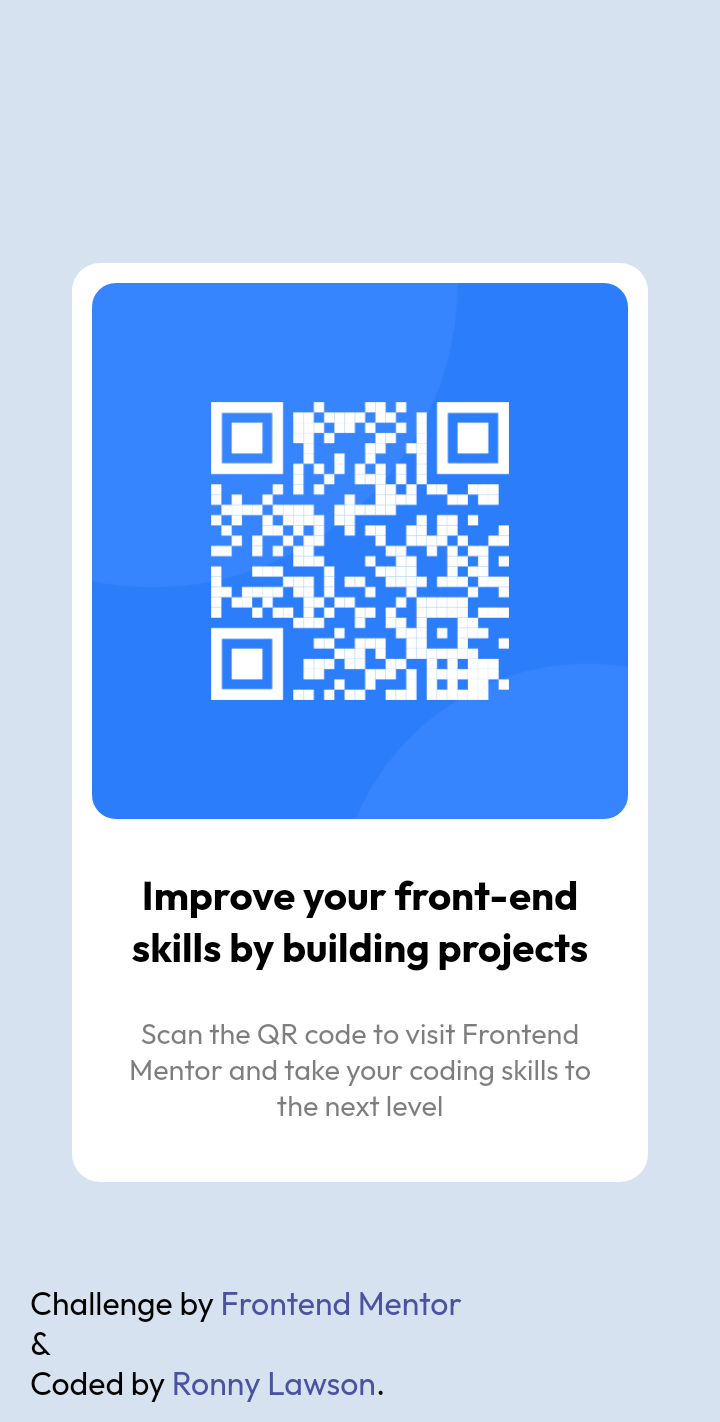 Improve your front-end
skills by building projects
Scan the QR code to visit Frontend
Mentor and take your coding skills to
the next level
Challenge by Frontend Mentor
&
Coded by Ronny Lawson.